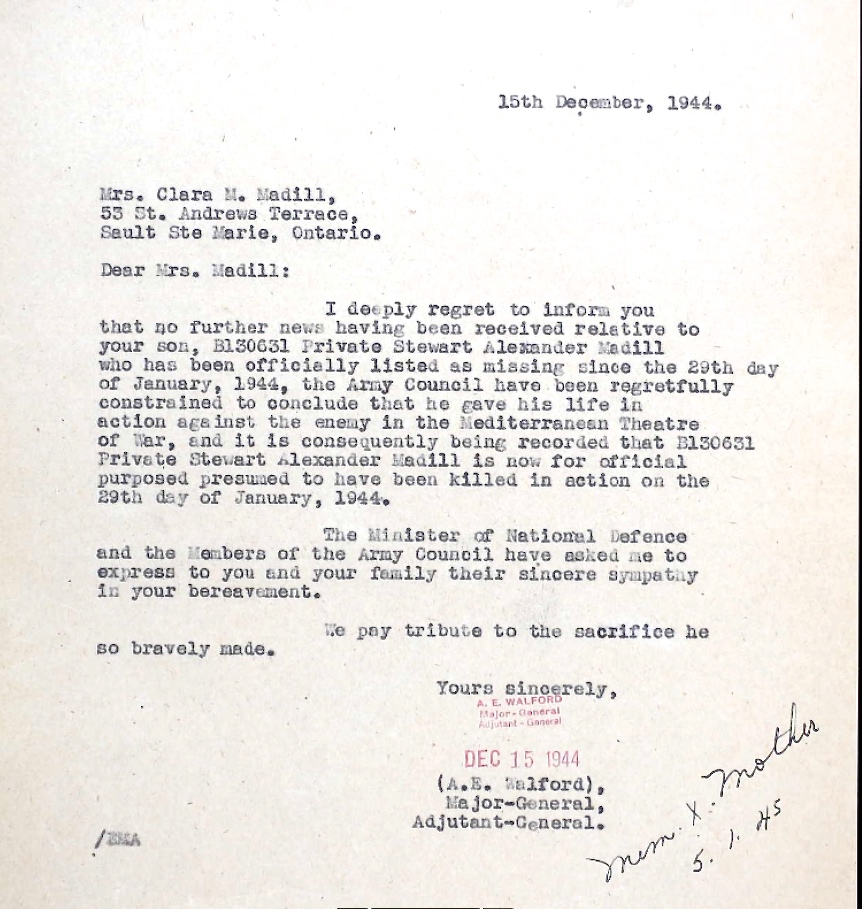 15th December, 1944.
Mrs. Clara M. Madill,
53 St. Andrews Terrace,
Sault Ste Marie, Ontario.
Dear Mrs. Madill:
I deeply regret to inform you
that no further news having been received relative to
your son, B130631 Private Stewart Alexander Madill
who has been officially listed as missing since the 29th day
of January, 1944, the Army Council have been regretfully
constrained to conclude that he gave his life in
action against the enemy in the Mediterranean Theatre
of War, and it is consequently being recorded that B130631
Private Stewart Alexander Madill is now for official
purposed presumed to have been killed in action on the
29th day of January, 1944.
The Minister of National Defence
and the Members of the Army Council have asked me to
express to you and your family their sincere sympathy
in your bereavement.
We pay tribute to the sacrifice he
so bravely made.
Yours sincerely,
A. E. WALFORD
Major-General
Adjutant-General
DEC 15 1944
(A.E. Walford),
Major-General,
Adjutant-General.
Mem. X. Mother
5. 1. 45